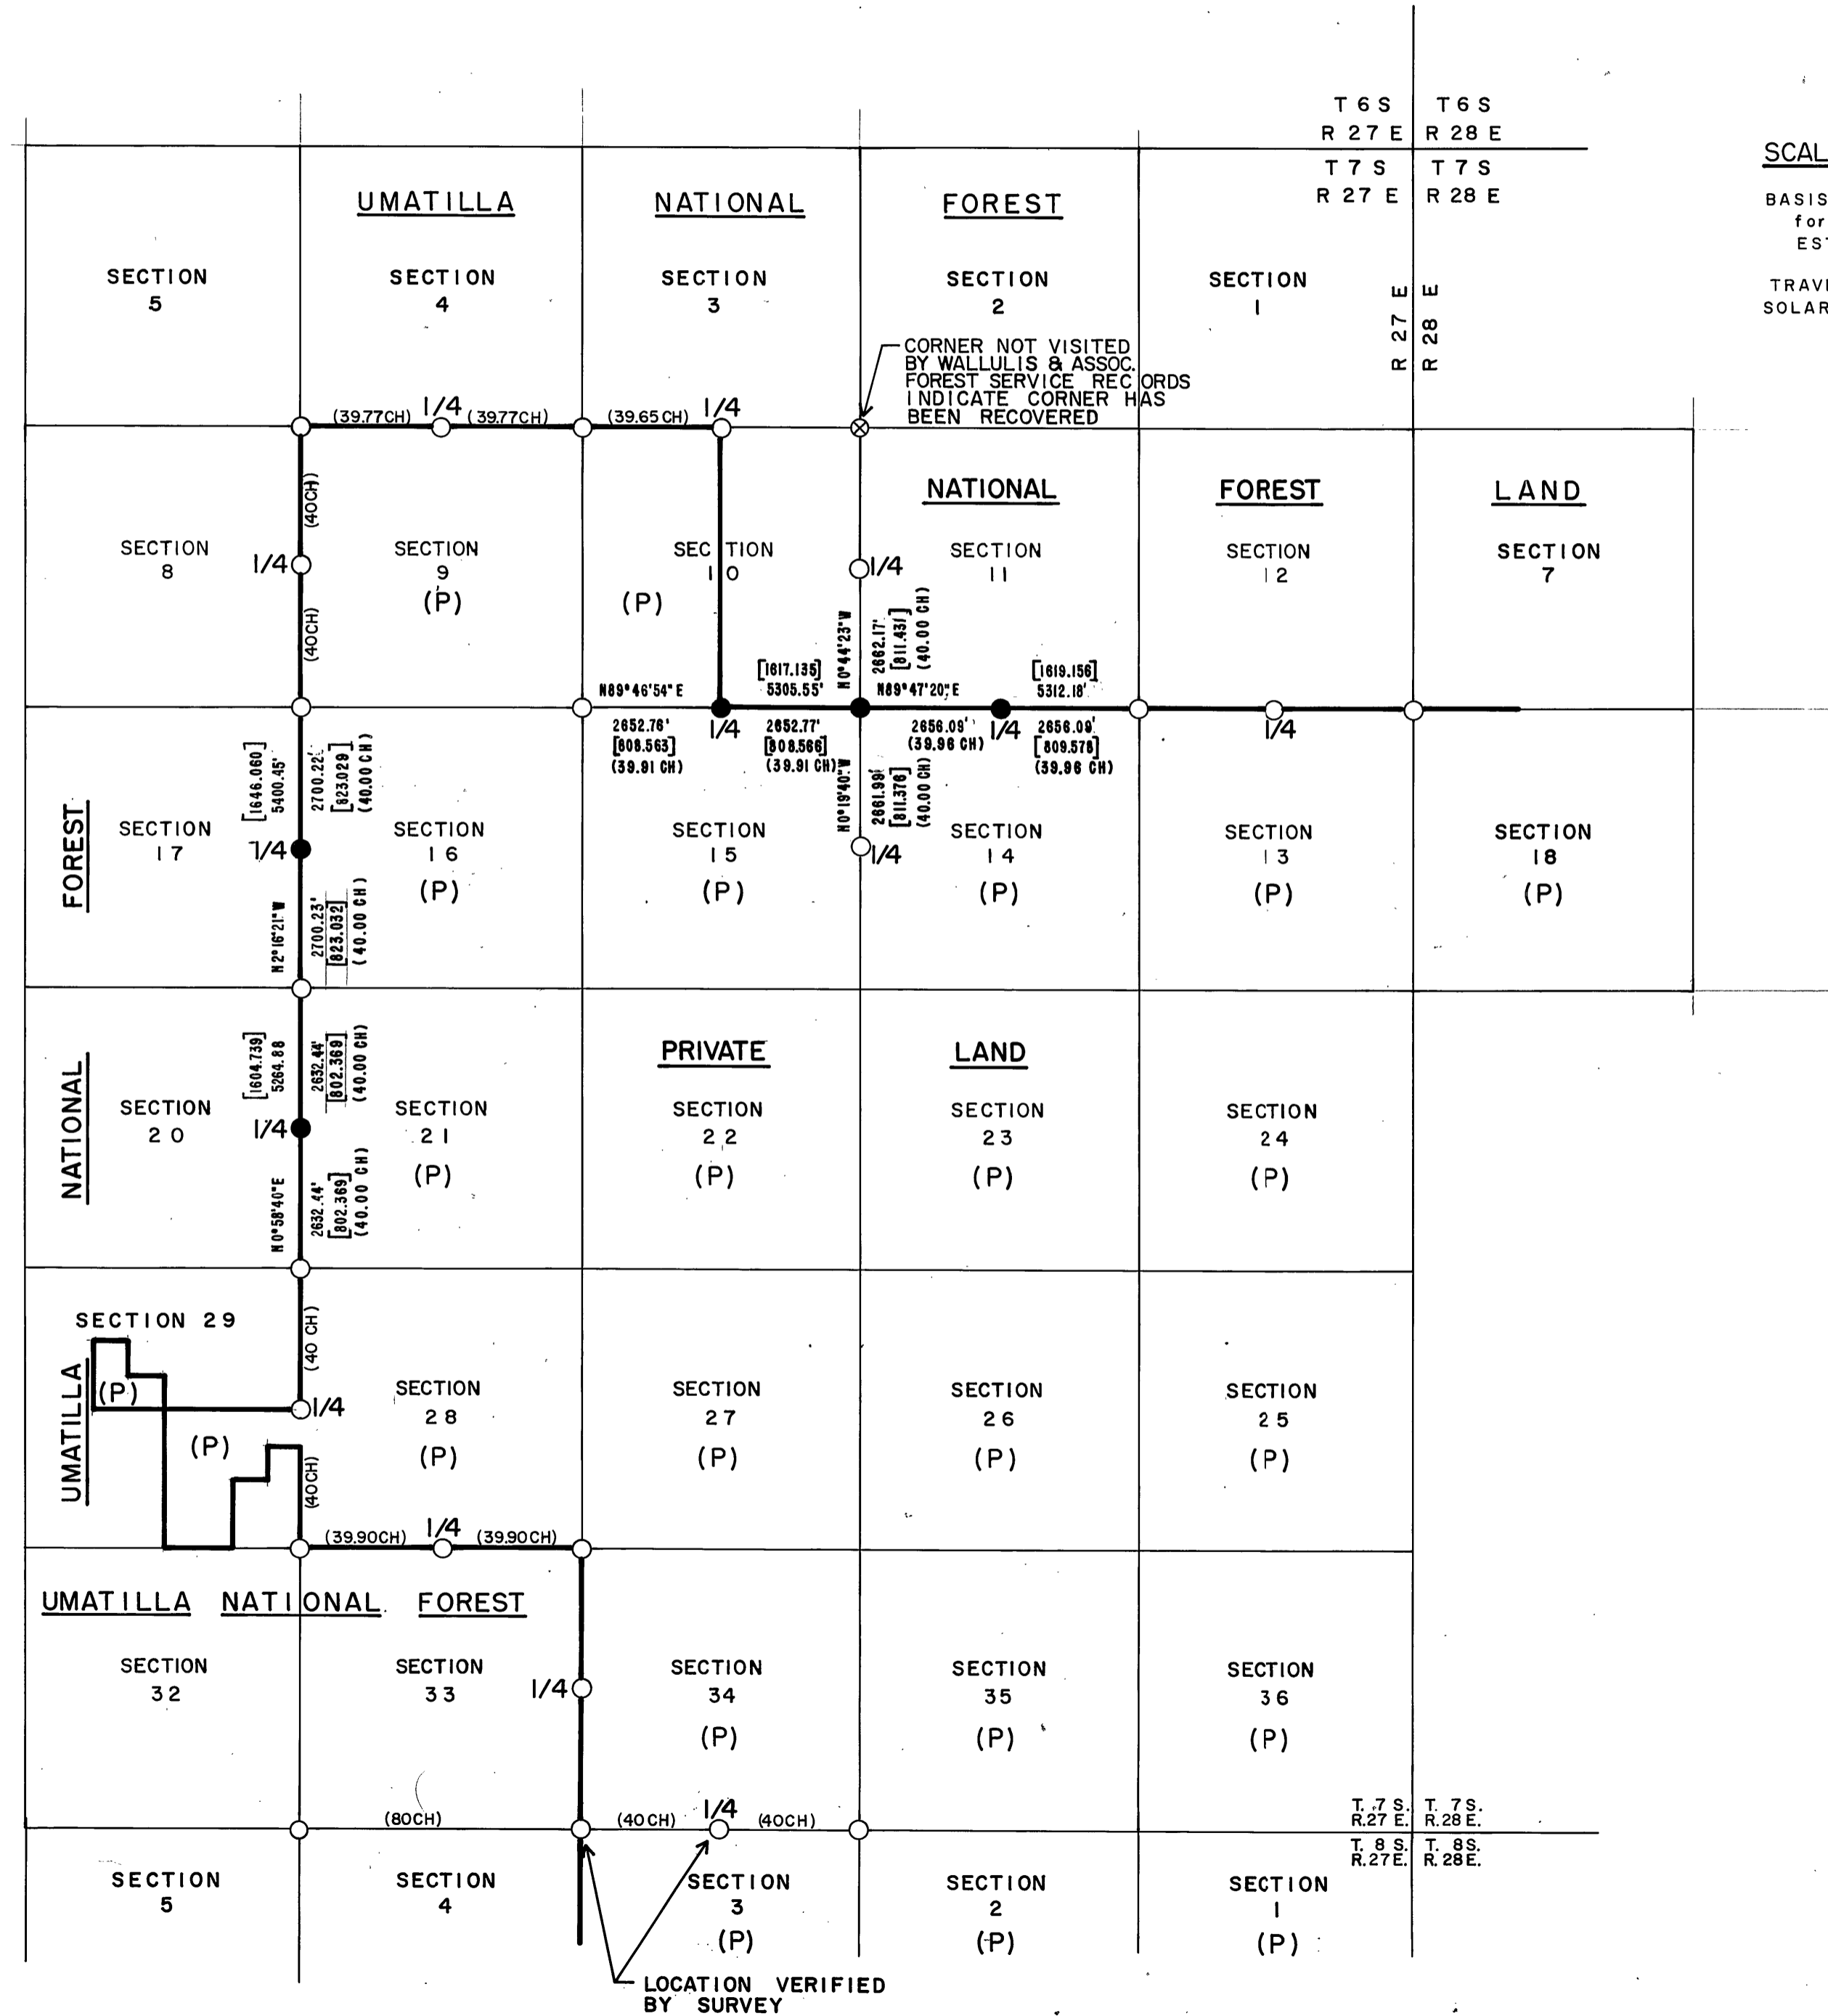 T 6 S T 6 S
R 27 E R 28 E
T 7 S T 7 S
R 27 E R 28 E
SCAL
BASIS
for
EST
TRAVE
SOLAR
UMATILLA NATIONAL FOREST
SECTION
5
SECTION
4
SECTION
3
SECTION
2
SECTION
1
R 27 E
R 28 E
CORNER NOT VISITED
BY WALLULIS & ASSOC.
FOREST SERVICE RECORDS
INDICATE CORNER HAS
BEEN RECOVERED
(39.77CH) 1/4 (39.77CH) (39.65 CH) 1/4
NATIONAL FOREST LAND
(40CH)
SECTION
8
1/4
(40CH)
SECTION
9
(P)
SECTION
10
(P)
1/4
SECTION
11
SECTION
12
SECTION
7
N0°44'23"W
2662.17'
[811.431]
(40.00 CH)
[1617.135]
N89°46'54"E 5305.55'
[1619.156]
N89°47'20"E 5312.18'
2652.76' 1/4 2652.77' 2656.09' 1/4 2656.09' 1/4
[808.563] [808.566] (39.96 CH) [809.578]
(39.91 CH) (39.91 CH) (39.96 CH)
N0°19'40"W
2661.99'
[811.376]
(40.00 CH)
1/4
[1646.060]
5400.45'
2700.22'
[823.029]
(40.00 CH)
FOREST
SECTION
17
1/4
SECTION
16
(P)
SECTION
15
(P)
SECTION
14
(P)
SECTION
13
(P)
SECTION
18
(P)
N2°16'21"W
2700.23'
[823.032]
(40.00 CH)
[1604.739]
5264.88
2632.44'
[802.369]
(40.00 CH)
NATIONAL
PRIVATE LAND
SECTION
20
1/4
SECTION
21
(P)
SECTION
22
(P)
SECTION
23
(P)
SECTION
24
(P)
N0°58'40"E
2632.44'
[802.369]
(40.00 CH)
SECTION 29
(40 CH)
UMATILLA
(P)
1/4
(P)
(40CH)
SECTION
28
(P)
SECTION
27
(P)
SECTION
26
(P)
SECTION
25
(P)
(39.90CH) 1/4 (39.90CH)
UMATILLA NATIONAL FOREST
SECTION
32
SECTION
33
1/4
SECTION
34
(P)
SECTION
35
(P)
SECTION
36
(P)
(80CH) (40CH) 1/4 (40CH)
T. 7 S. T. 7S.
R.27 E. R.28E.
T. 8 S. T. 8S.
R.27E. R.28E.
SECTION
5
SECTION
4
SECTION
3
(P)
SECTION
2
(P)
SECTION
1
(P)
LOCATION VERIFIED
BY SURVEY